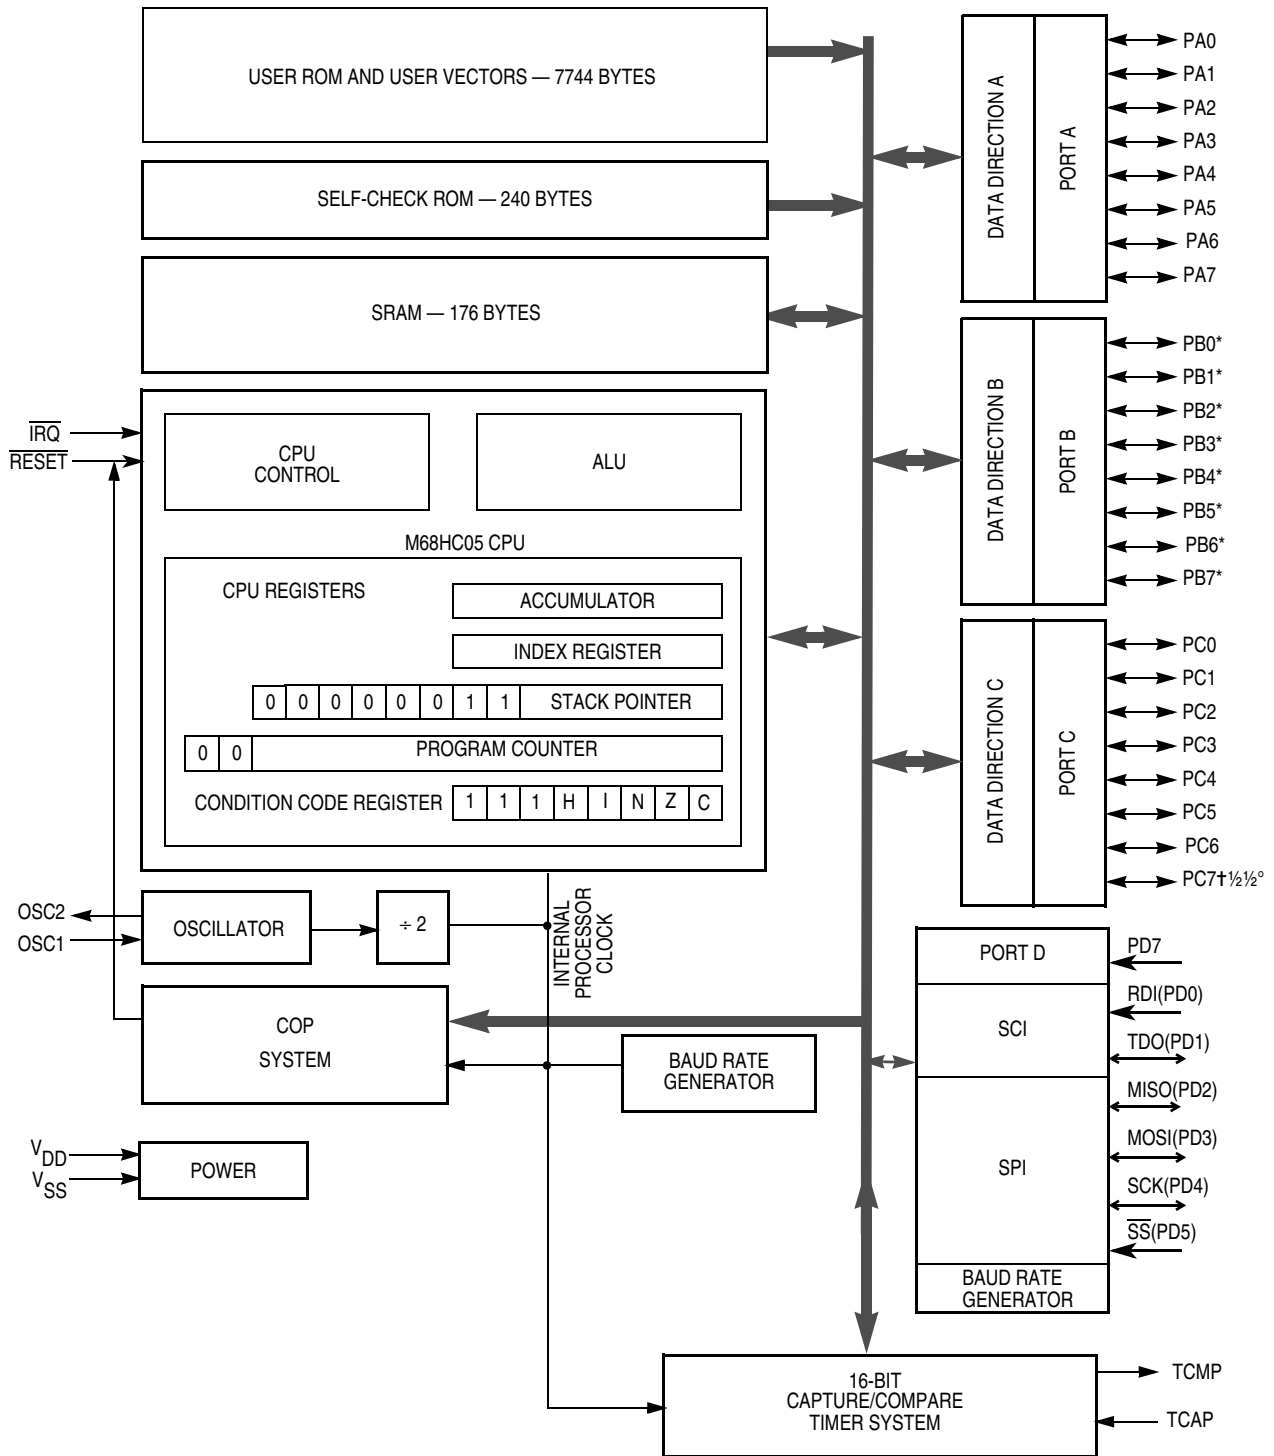 USER ROM AND USER VECTORS — 7744 BYTES
SELF-CHECK ROM — 240 BYTES
SRAM — 176 BYTES
IRQ
RESET
CPU
CONTROL
ALU
M68HC05 CPU
CPU REGISTERS
ACCUMULATOR
INDEX REGISTER
0 0 0 0 0 0 1 1 STACK POINTER
0 0 PROGRAM COUNTER
CONDITION CODE REGISTER 1 1 1 H I N Z C
OSC2
OSC1
OSCILLATOR
÷ 2
INTERNAL
PROCESSOR
CLOCK
COP
SYSTEM
BAUD RATE
GENERATOR
VDD
VSS
POWER
DATA DIRECTION A
PORT A
PA0
PA1
PA2
PA3
PA4
PA5
PA6
PA7
DATA DIRECTION B
PORT B
PB0*
PB1*
PB2*
PB3*
PB4*
PB5*
PB6*
PB7*
DATA DIRECTION C
PORT C
PC0
PC1
PC2
PC3
PC4
PC5
PC6
PC7†½½°
PORT D
SCI
SPI
BAUD RATE
GENERATOR
PD7
RDI(PD0)
TDO(PD1)
MISO(PD2)
MOSI(PD3)
SCK(PD4)
SS(PD5)
16-BIT
CAPTURE/COMPARE
TIMER SYSTEM
TCMP
TCAP